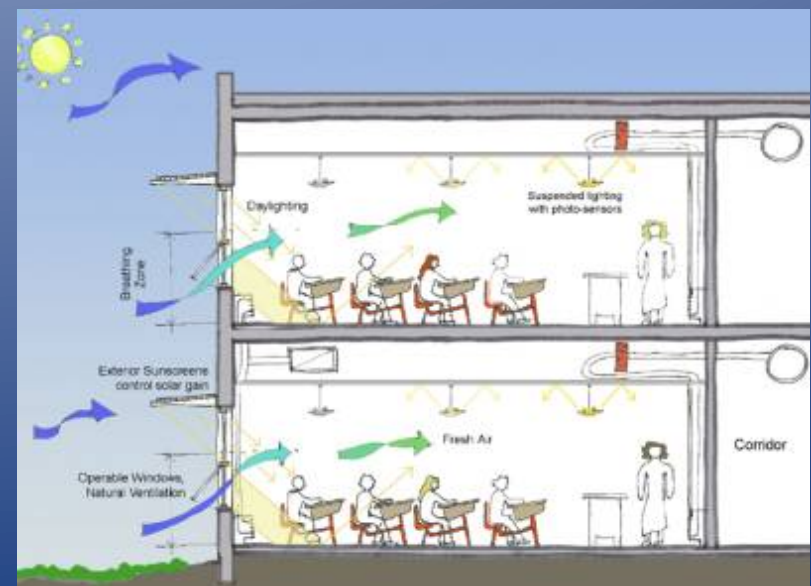 Daylighting
Suspended lighting
with photo-sensors
Breathing
Zone
Exterior Sunscreens
control solar gain
Fresh Air
Corridor
Operable Windows,
Natural Ventilation